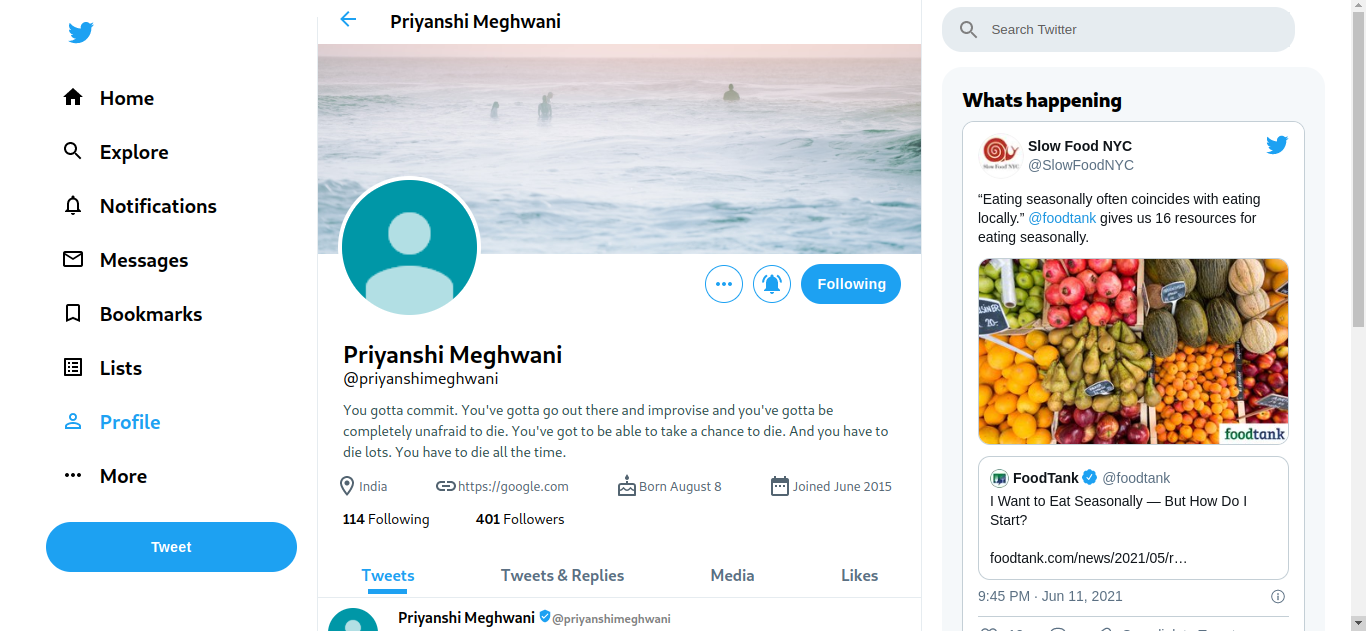 Home
Explore
Notifications
Messages
Bookmarks
Lists
Profile
More
Tweet
Priyanshi Meghwani
Following
Priyanshi Meghwani
@priyanshimeghwani
You gotta commit. You've gotta go out there and improvise and you've gotta be
completely unafraid to die. You've got to be able to take a chance to die. And you have to
die lots. You have to die all the time.
India https://google.com Born August 8 Joined June 2015
114 Following 401 Followers
Tweets Tweets & Replies Media Likes
Priyanshi Meghwani @priyanshimeghwani
Search Twitter
Whats happening
Slow Food NYC
@SlowFoodNYC
“Eating seasonally often coincides with eating
locally.” @foodtank gives us 16 resources for
eating seasonally.
20.-
foodtank
FoodTank @foodtank
I Want to Eat Seasonally — But How Do I
Start?
foodtank.com/news/2021/05/r…
9:45 PM · Jun 11, 2021